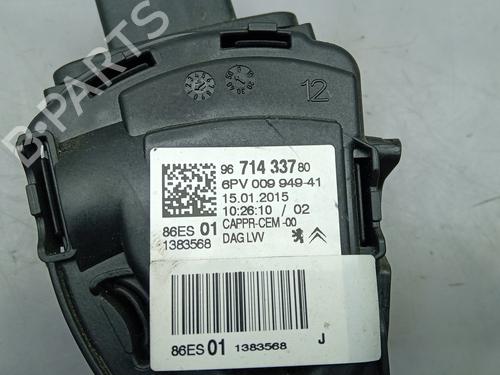 B-PARTS
12
96 714 337 80
6PV 009 949-41
15.01.2015
10:26:10 / 02
86ES 01 CAPPR-CEM -00
1383568 DAG LVV
86ES 01 1383568 J